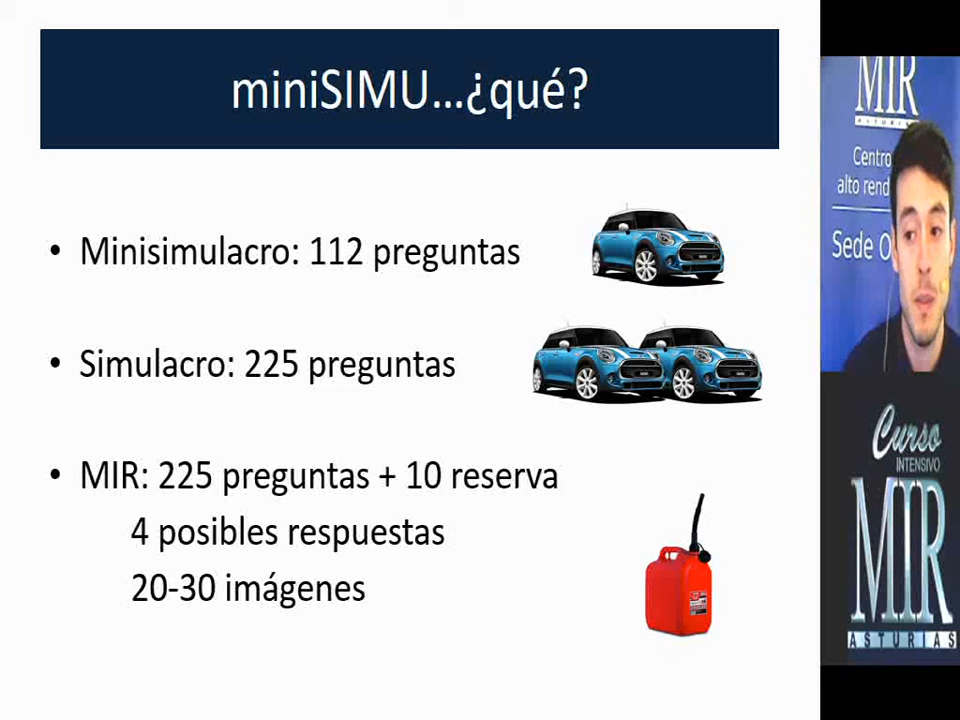 miniSIMU...¿qué?
• Minisimulacro: 112 preguntas
• Simulacro: 225 preguntas
• MIR: 225 preguntas + 10 reserva
4 posibles respuestas
20-30 imágenes
MIR
ASTURIAS
Centro
alto rend
Sede O
Curso
INTENSIVO
MIR
ASTURIAS